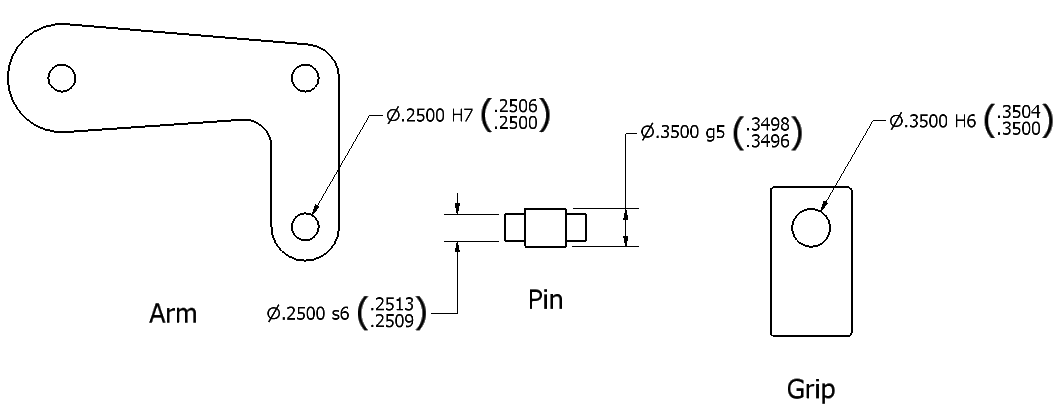 Ø.2500 H7 (.2506
.2500)
Ø.3500 g5 (.3498
.3496)
Ø.3500 H6 (.3504
.3500)
Ø.2500 s6 (.2513
.2509)
Arm
Pin
Grip